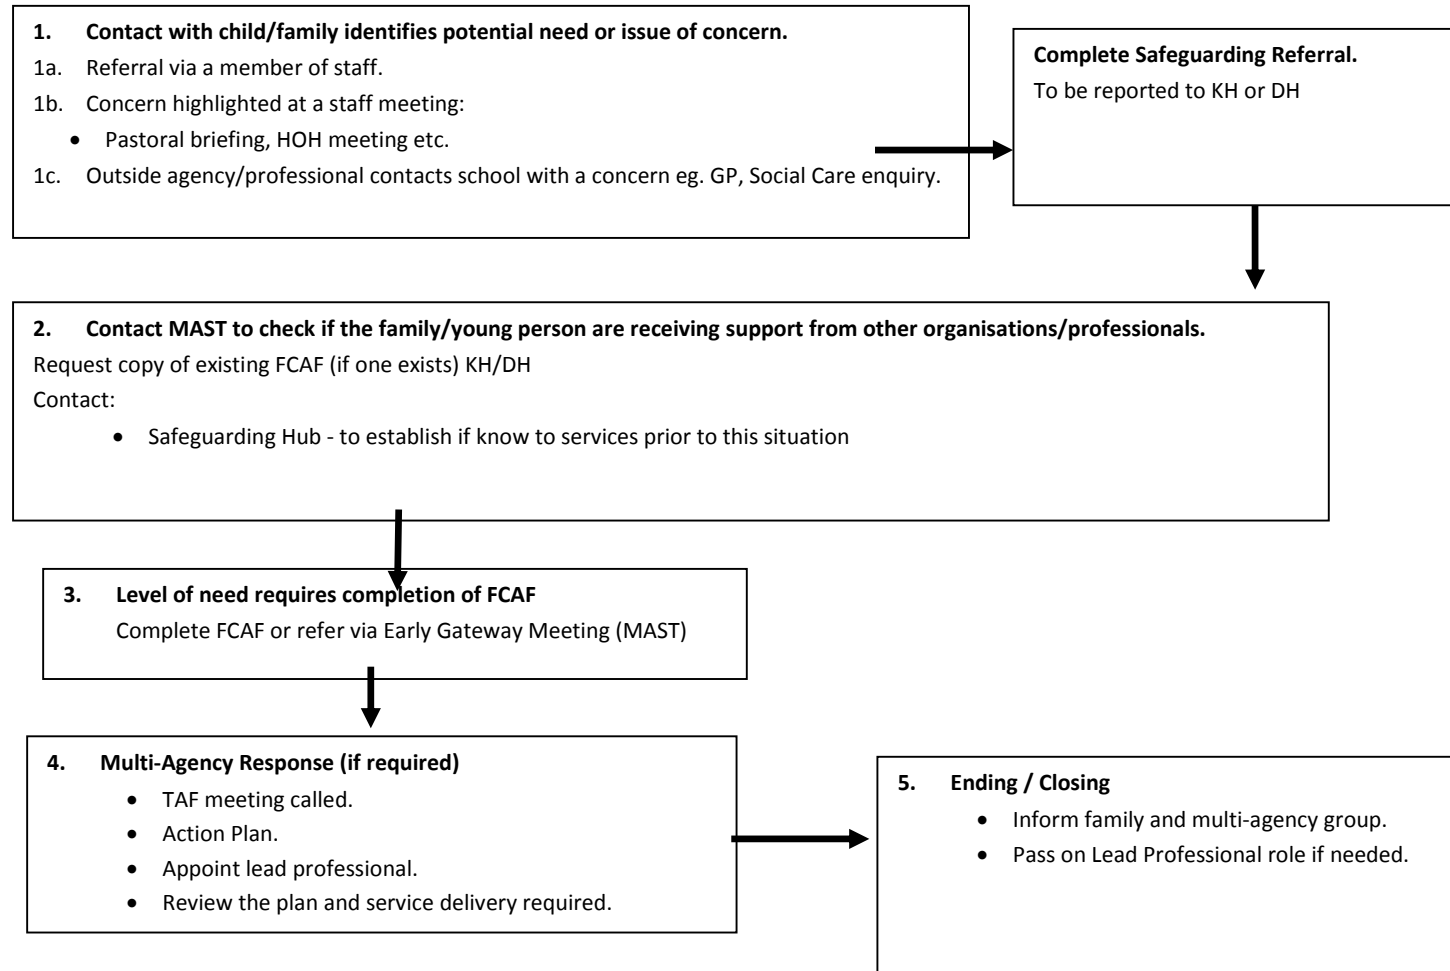 1. Contact with child/family identifies potential need or issue of concern.
1a. Referral via a member of staff.
1b. Concern highlighted at a staff meeting:
• Pastoral briefing, HOH meeting etc.
1c. Outside agency/professional contacts school with a concern eg. GP, Social Care enquiry.
Complete Safeguarding Referral.
To be reported to KH or DH
2. Contact MAST to check if the family/young person are receiving support from other organisations/professionals.
Request copy of existing FCAF (if one exists) KH/DH
Contact:
• Safeguarding Hub - to establish if know to services prior to this situation
3. Level of need requires completion of FCAF
Complete FCAF or refer via Early Gateway Meeting (MAST)
4. Multi-Agency Response (if required)
• TAF meeting called.
• Action Plan.
• Appoint lead professional.
• Review the plan and service delivery required.
5. Ending / Closing
• Inform family and multi-agency group.
• Pass on Lead Professional role if needed.